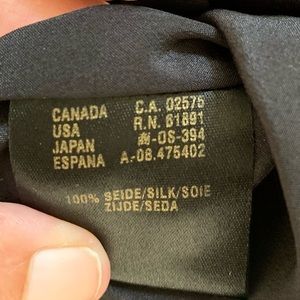 CANADA C.A. 02575
USA R.N. 61891
JAPAN -OS-394
ESPANA A.-08.475402
100% SEIDE/SILK/SOIE
ZIJDE/SEDA